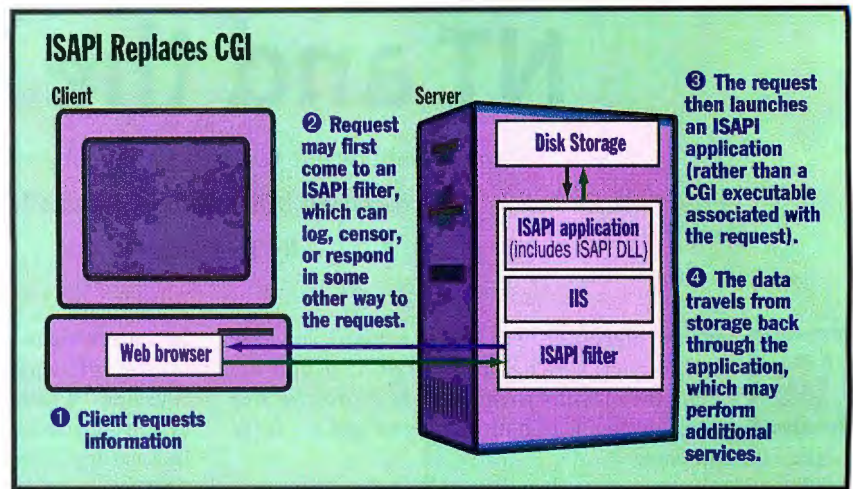 ISAPI Replaces CGI
Client
Web browser
❶ Client requests
information
❷ Request
may first
come to an
ISAPI filter,
which can
log, censor,
or respond
in some
other way to
the request.
Server
Disk Storage
ISAPI application
(includes ISAPI DLL)
IIS
ISAPI filter
❸ The request
then launches
an ISAPI
application
(rather than a
CGI executable
associated with
the request).
❹ The data
travels from
storage back
through the
application,
which may
perform
additional
services.